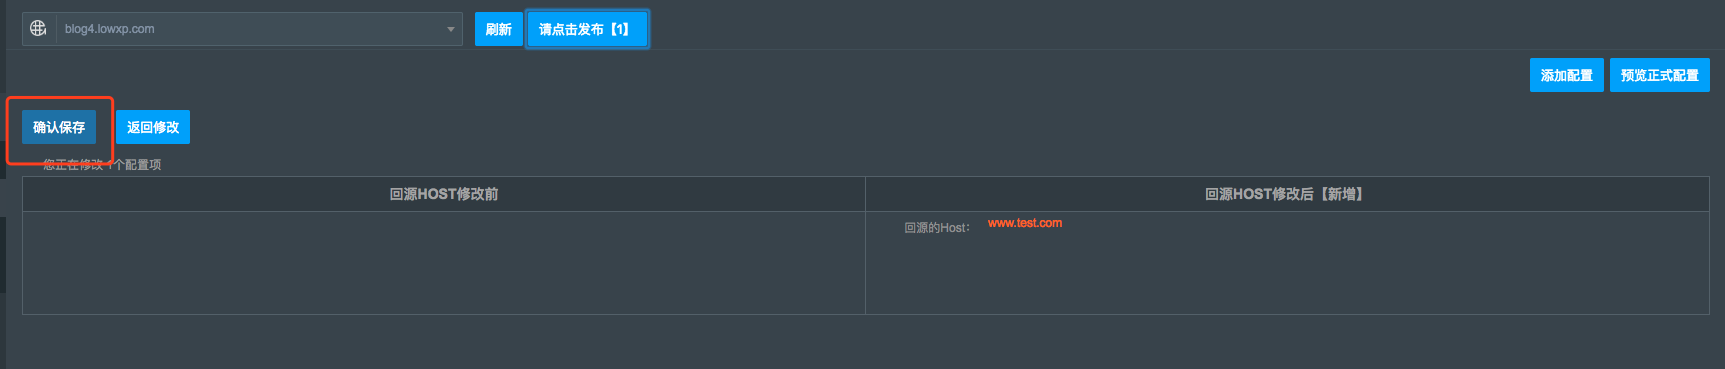 blog4.lowxp.com 刷新 请点击发布【1】
添加配置 预览正式配置
确认保存 返回修改
您正在修改 1个配置项
回源HOST修改前 回源HOST修改后【新增】
回源的Host： www.test.com